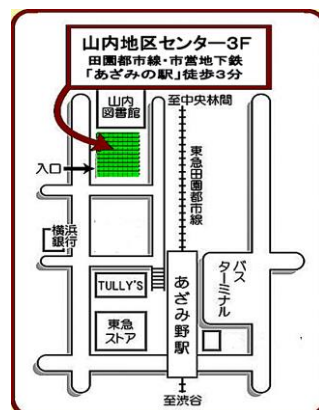 山内地区センター3F
田園都市線・市営地下鉄
「あざみの駅」徒歩3分
山内
図書館
至中央林間
東急田園都市線
入口
横浜
銀行
TULLY'S
東急
ストア
あざみ野駅
バス
ターミナル
至渋谷